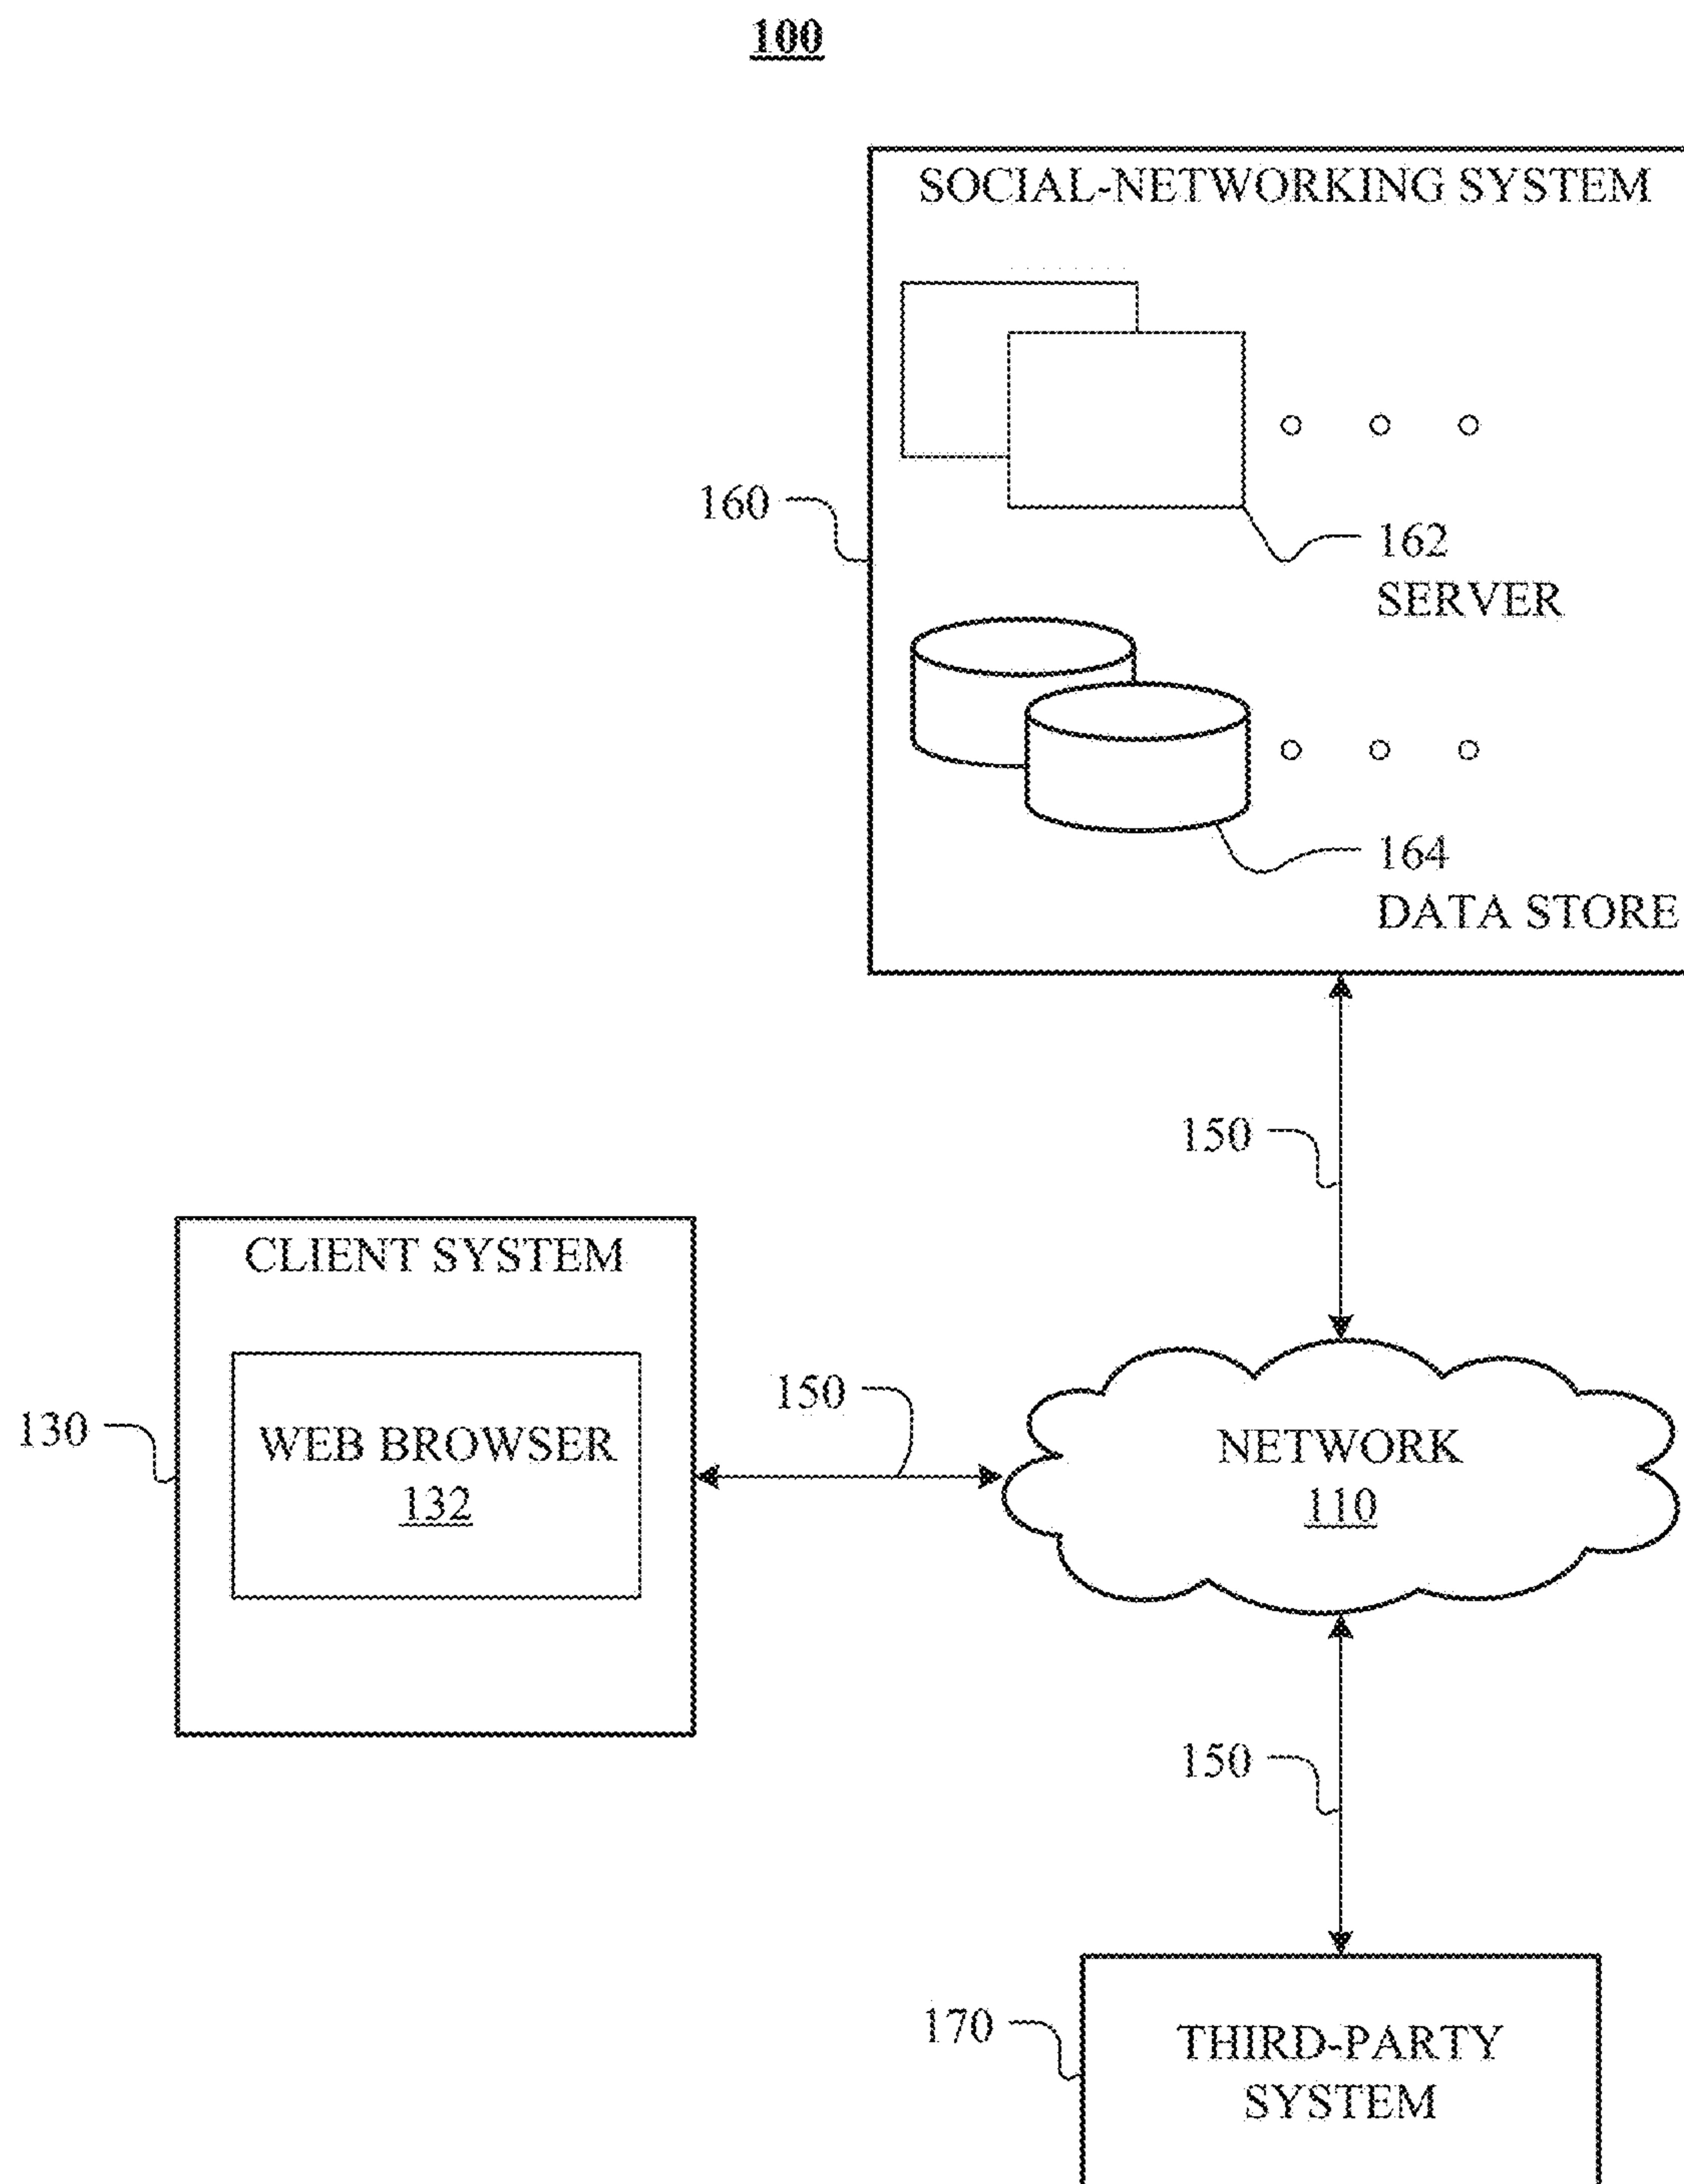 100
SOCIAL-NETWORKING SYSTEM
160
162
SERVER
164
DATA STORE
150
CLIENT SYSTEM
130
WEB BROWSER
132
150
NETWORK
110
150
170
THIRD-PARTY
SYSTEM